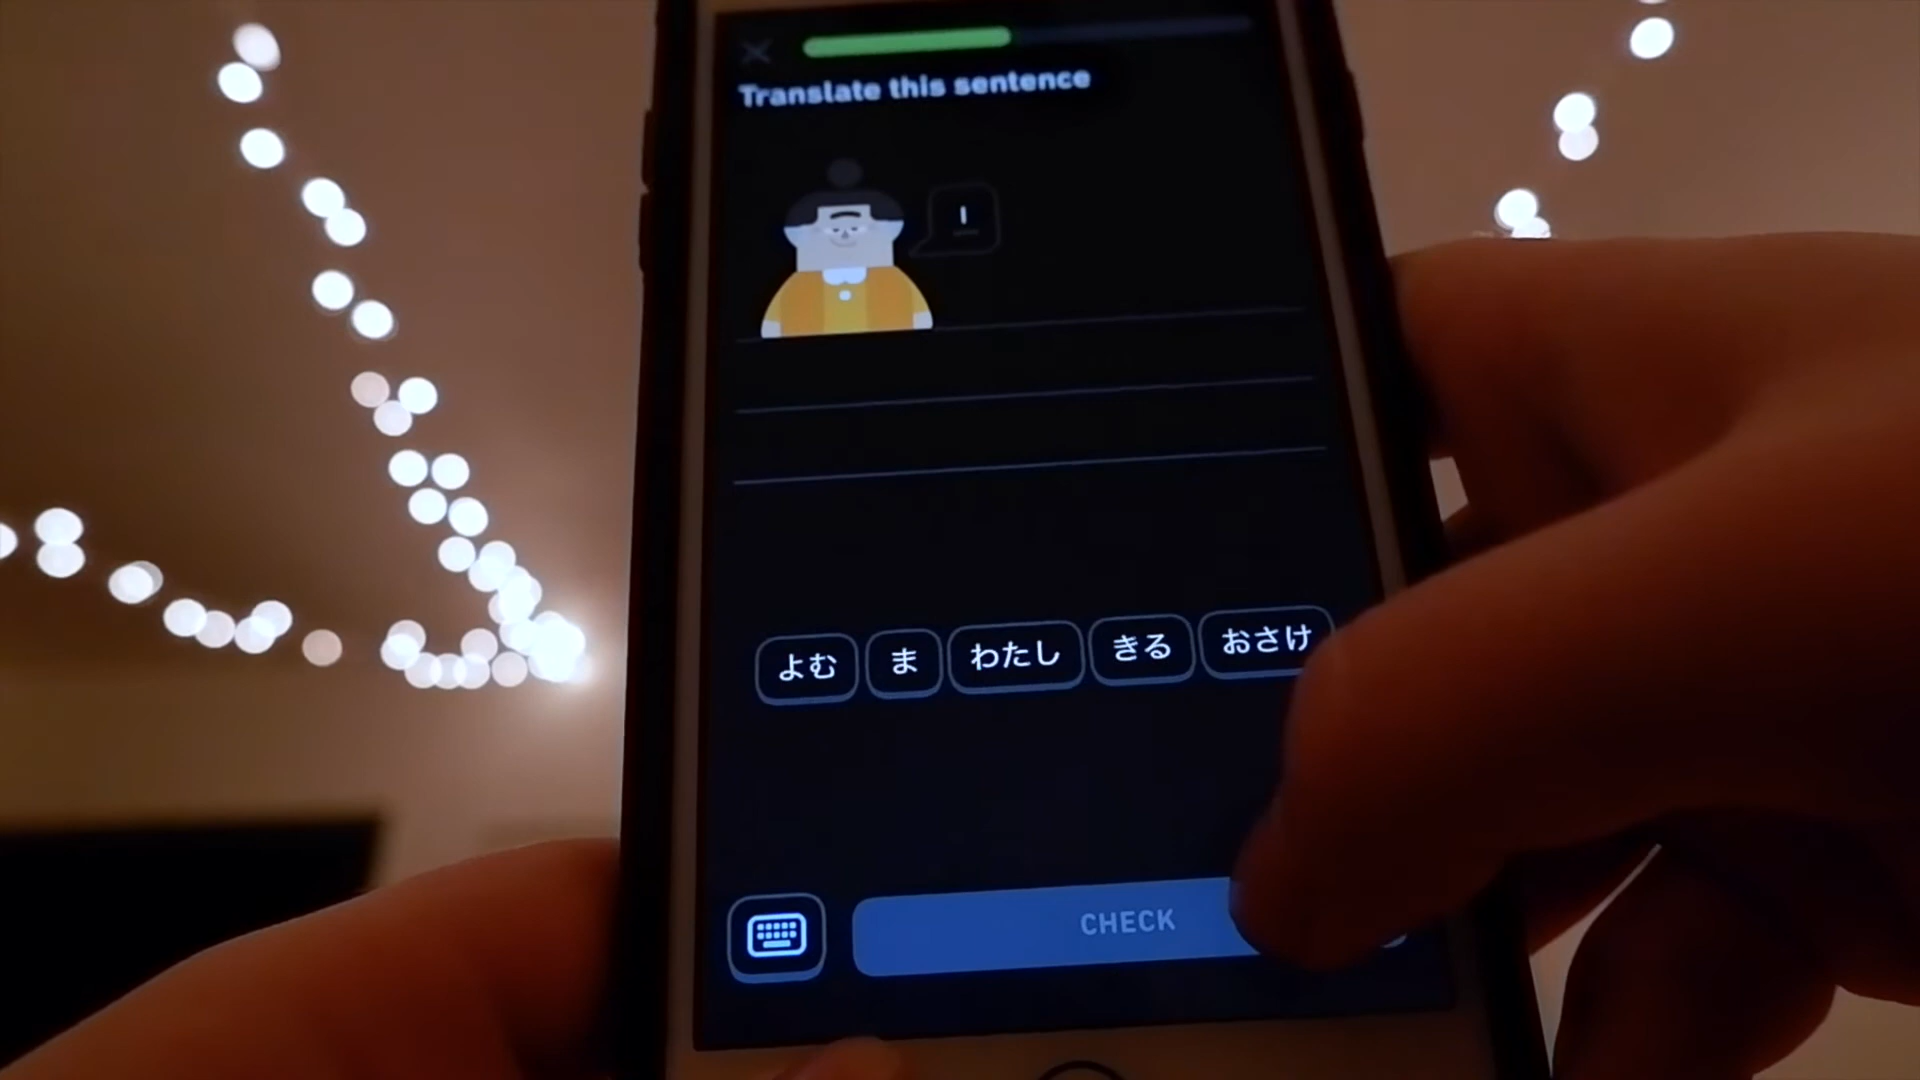 Translate this sentence
I
よむ ま わたし きる おさけ
CHECK